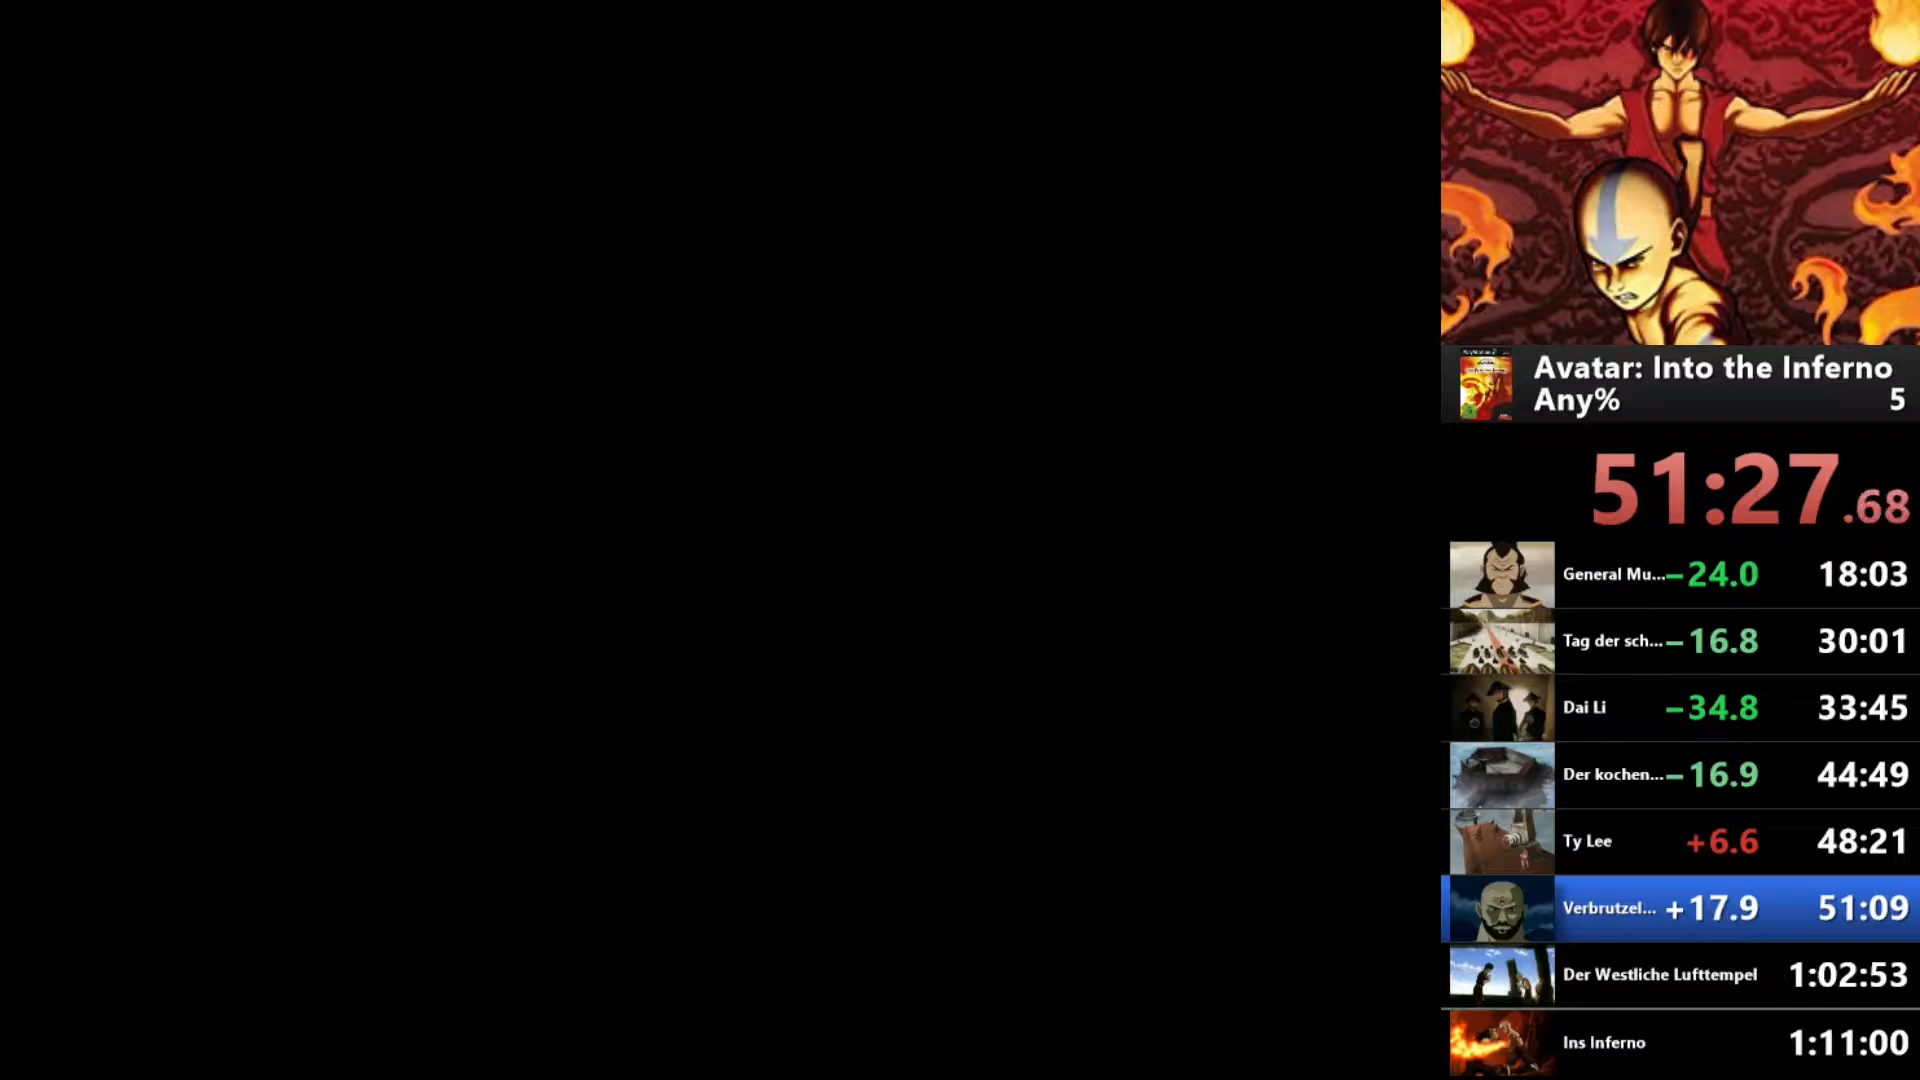 Avatar: Into the Inferno
Any% 5
51:27.68
General Mu... −24.0 18:03
Tag der sch... −16.8 30:01
Dai Li −34.8 33:45
Der kochen... −16.9 44:49
Ty Lee +6.6 48:21
Verbrutzel... +17.9 51:09
Der Westliche Lufttempel 1:02:53
Ins Inferno 1:11:00